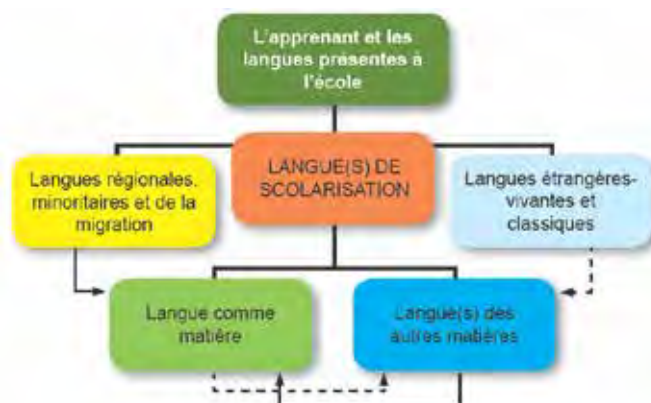 L'apprenant et les
langues présentes à
l'école
LANGUE(S) DE
SCOLARISATION
Langues régionales,
minoritaires et de la
migration
Langues étrangères-
vivantes et
classiques
Langue comme
matière
Langue(s) des
autres matières